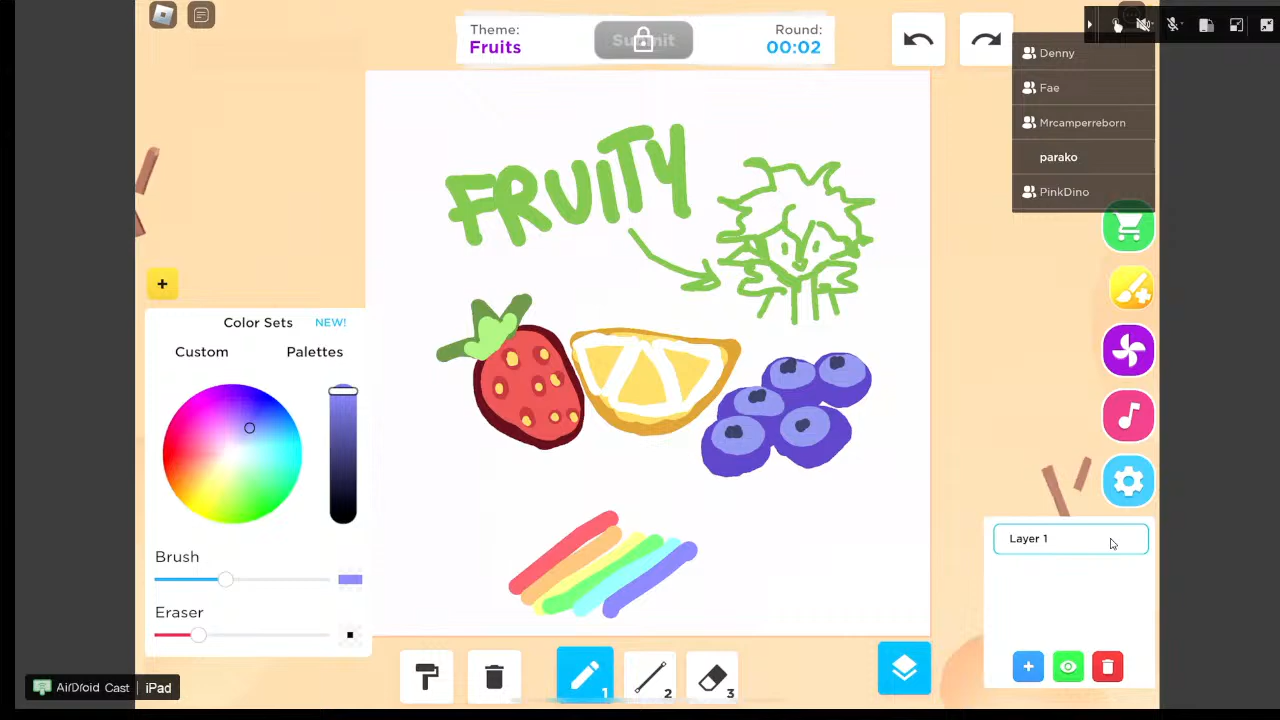 Theme:
Fruits
Submit
Round:
00:02
Denny
Fae
Mrcamperreborn
parako
PinkDino
FRUITY
+
Color Sets NEW!
Custom Palettes
Brush
Eraser
Layer 1
1
2
3
+
AirDroid Cast | iPad